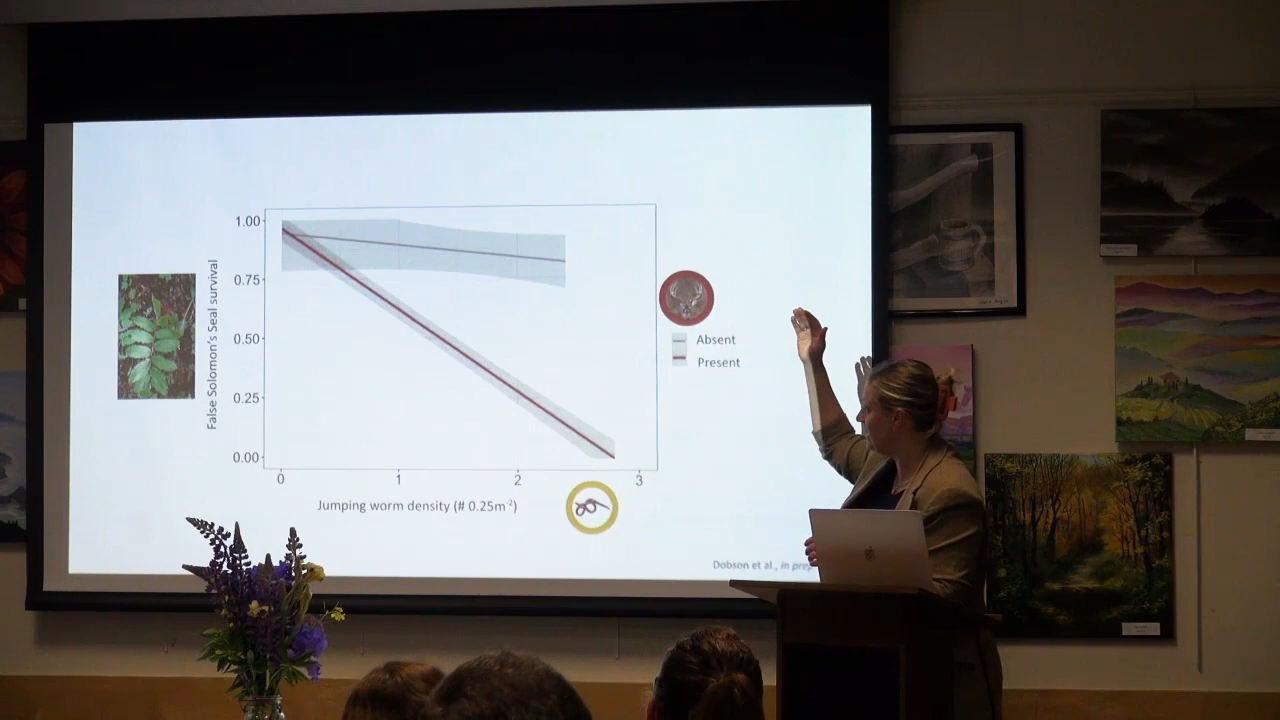 1.00
0.75
0.50
0.25
0.00
False Solomon's Seal survival
0
1
2
3
Jumping worm density (# 0.25m⁻²)
Absent
Present
Dobson et al., in prep